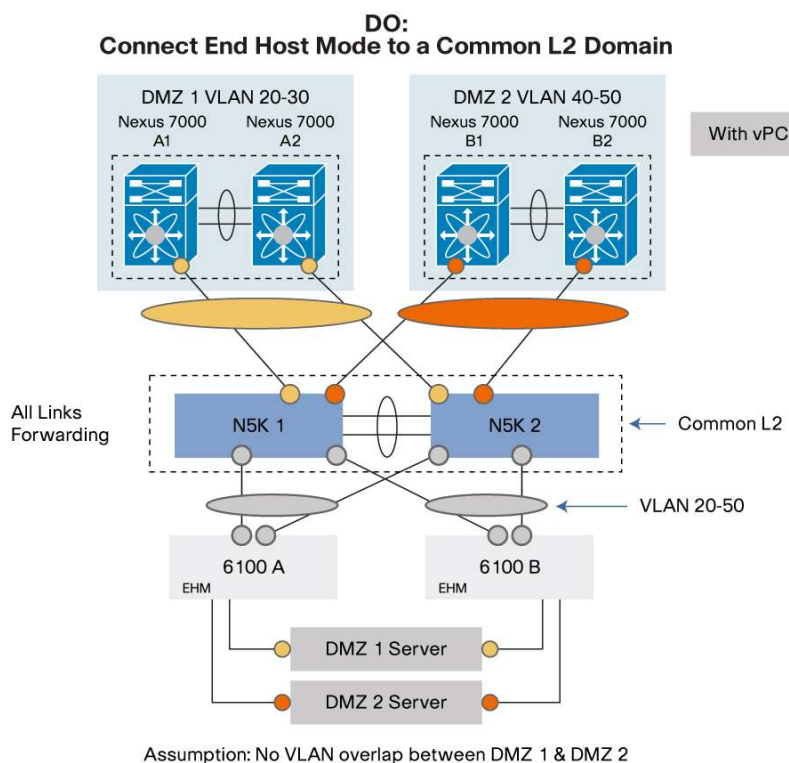 DO:
Connect End Host Mode to a Common L2 Domain
DMZ 1 VLAN 20-30
Nexus 7000
A1
Nexus 7000
A2
DMZ 2 VLAN 40-50
Nexus 7000
B1
Nexus 7000
B2
With vPC
All Links
Forwarding
N5K 1
N5K 2
Common L2
VLAN 20-50
6100 A
EHM
6100 B
EHM
DMZ 1 Server
DMZ 2 Server
Assumption: No VLAN overlap between DMZ 1 & DMZ 2